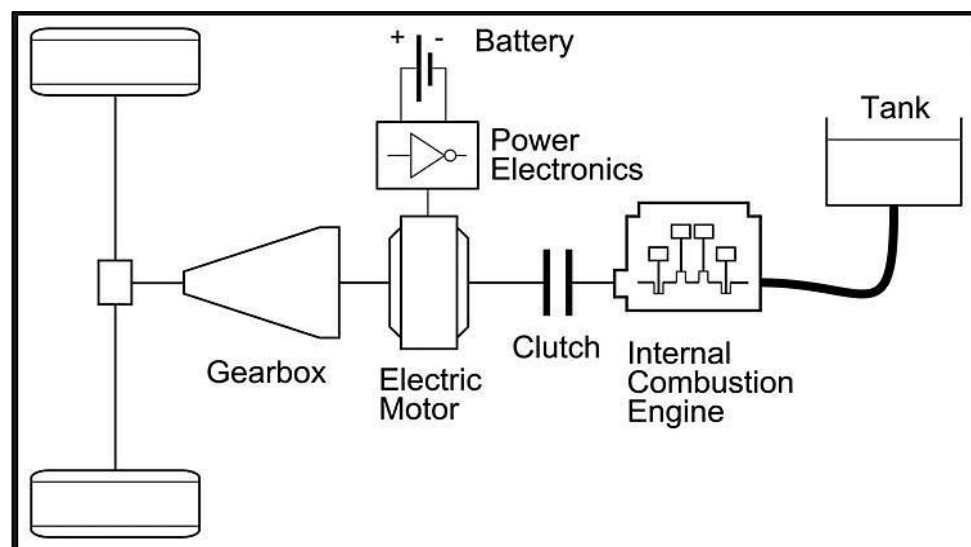 + - Battery
Tank
Power
Electronics
Gearbox
Electric
Motor
Clutch
Internal
Combustion
Engine